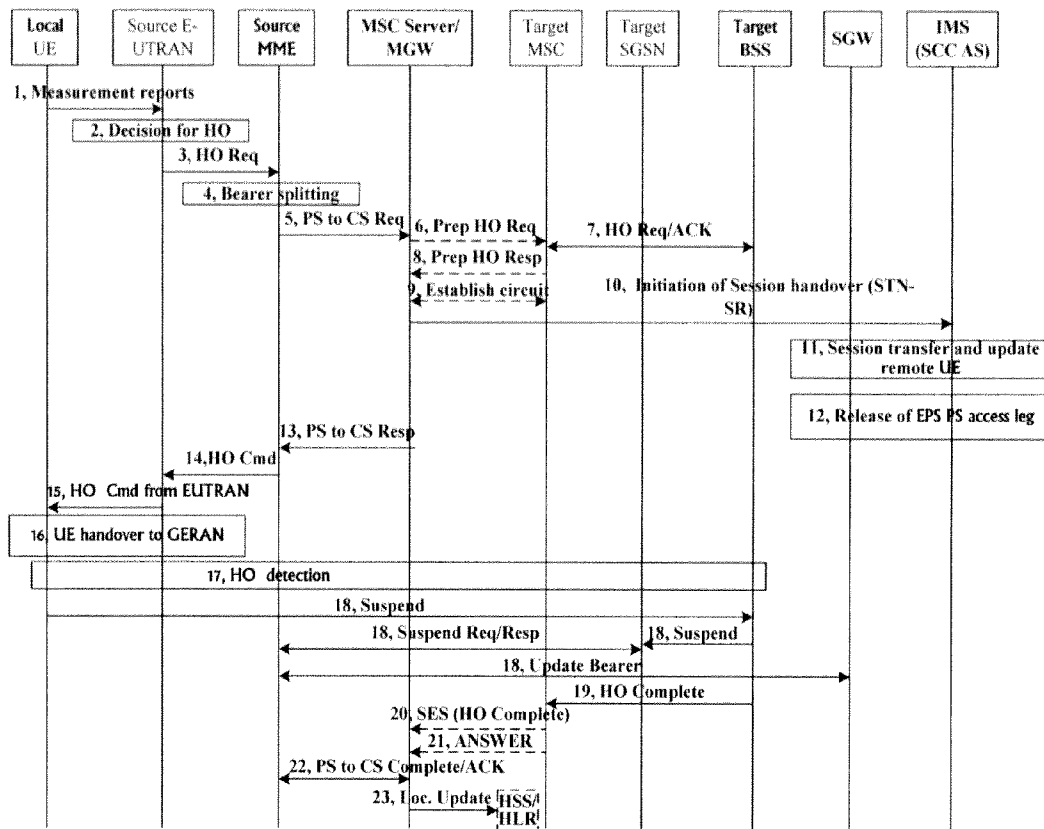 Local
UE
Source E-
UTRAN
Source
MME
MSC Server/
MGW
Target
MSC
Target
SGSN
Target
BSS
SGW
IMS
(SCC AS)
1, Measurement reports
2, Decision for HO
3, HO Req
4, Bearer splitting
5, PS to CS Req
6, Prep HO Req
7, HO Req/ACK
8, Prep HO Resp
9, Establish circuit
10, Initiation of Session handover (STN-
SR)
11, Session transfer and update
remote UE
12, Release of EPS PS access leg
13, PS to CS Resp
14,HO Cmd
15, HO Cmd from EUTRAN
16, UE handover to GERAN
17, HO detection
18, Suspend
18, Suspend Req/Resp
18, Suspend
18, Update Bearer
19, HO Complete
20, SES (HO Complete)
21, ANSWER
22, PS to CS Complete/ACK
23, Loc. Update
HSS/
HLR